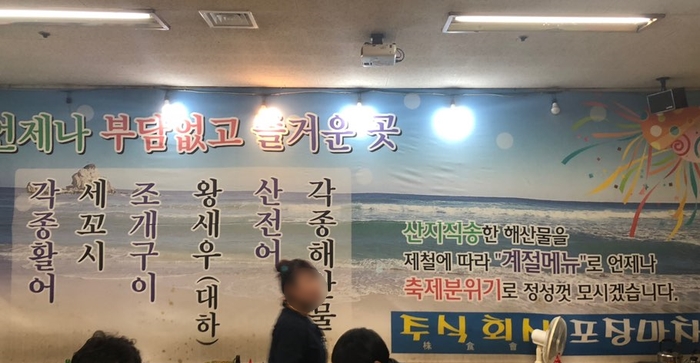 언제나 부담없고 즐거운 곳
각종해산물
산전어
왕새우(대하)
조개구이
세꼬시
각종활어
산지직송한 해산물을
제철에 따라 "계절메뉴"로 언제나
축제분위기로 정성껏 모시겠습니다.
주식회사 포장마차
株食會